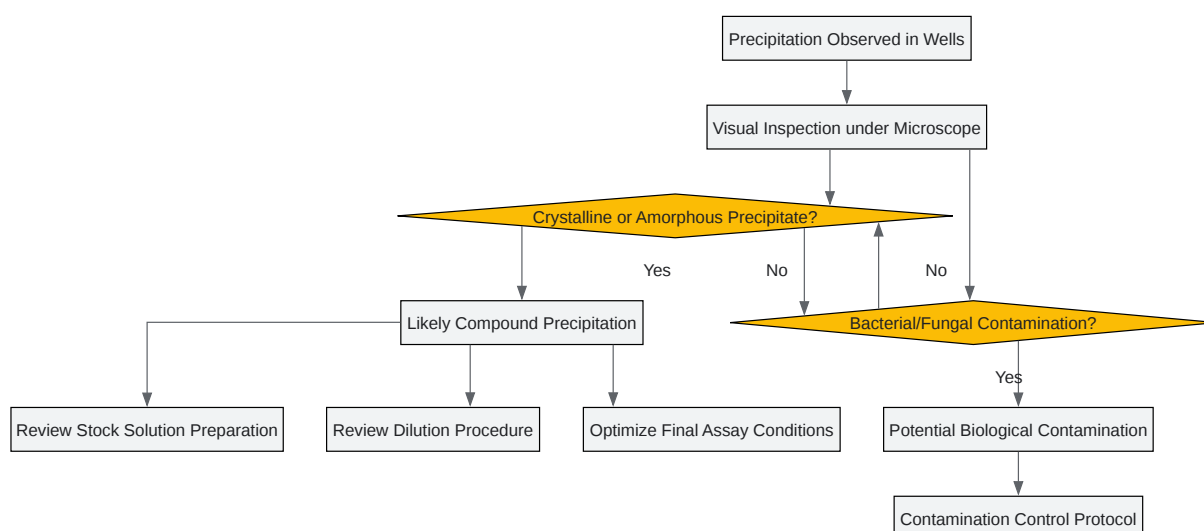 Precipitation Observed in Wells
Visual Inspection under Microscope
Crystalline or Amorphous Precipitate?
Yes
No
No
Likely Compound Precipitation
Bacterial/Fungal Contamination?
Yes
Review Stock Solution Preparation
Review Dilution Procedure
Optimize Final Assay Conditions
Potential Biological Contamination
Contamination Control Protocol